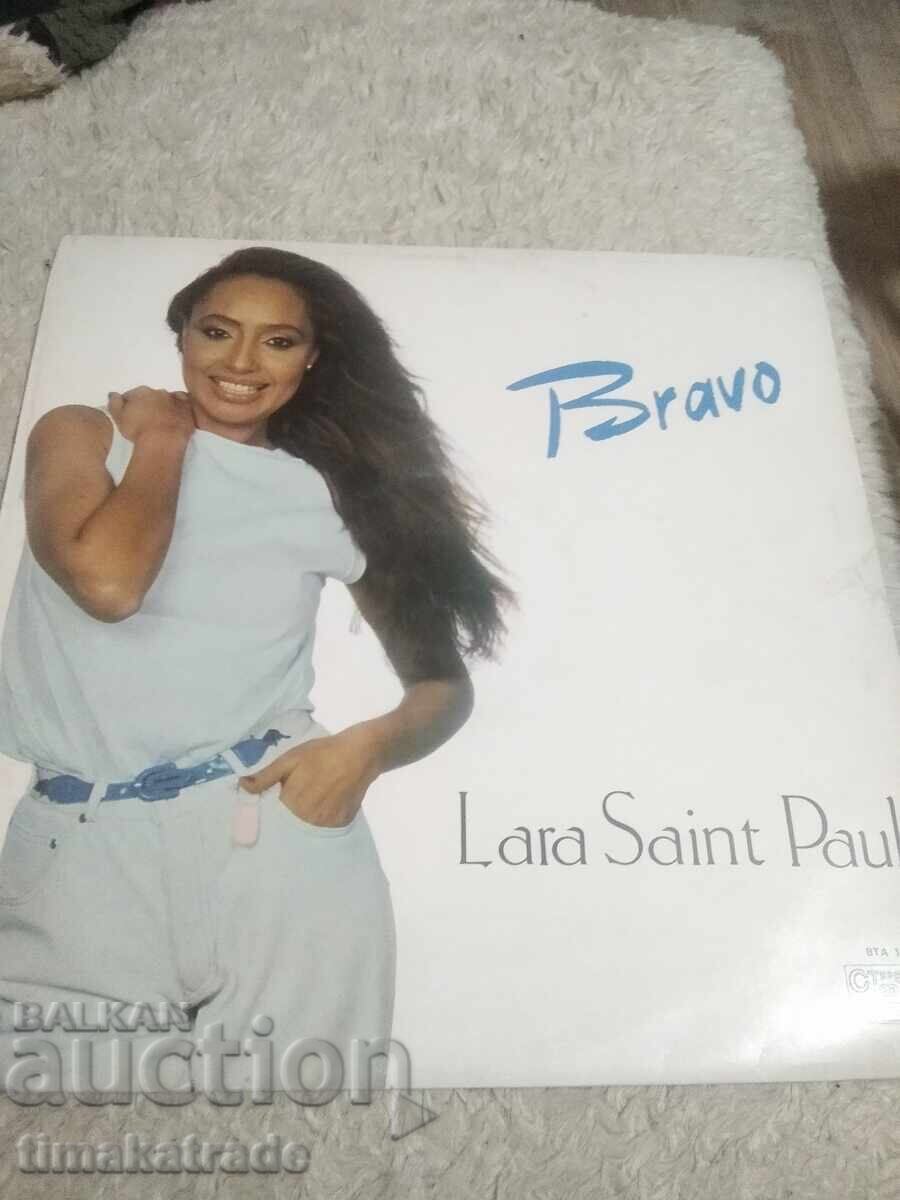 Bravo
Lara Saint Paul
BTA 1
BALKAN
auction
timakatrade